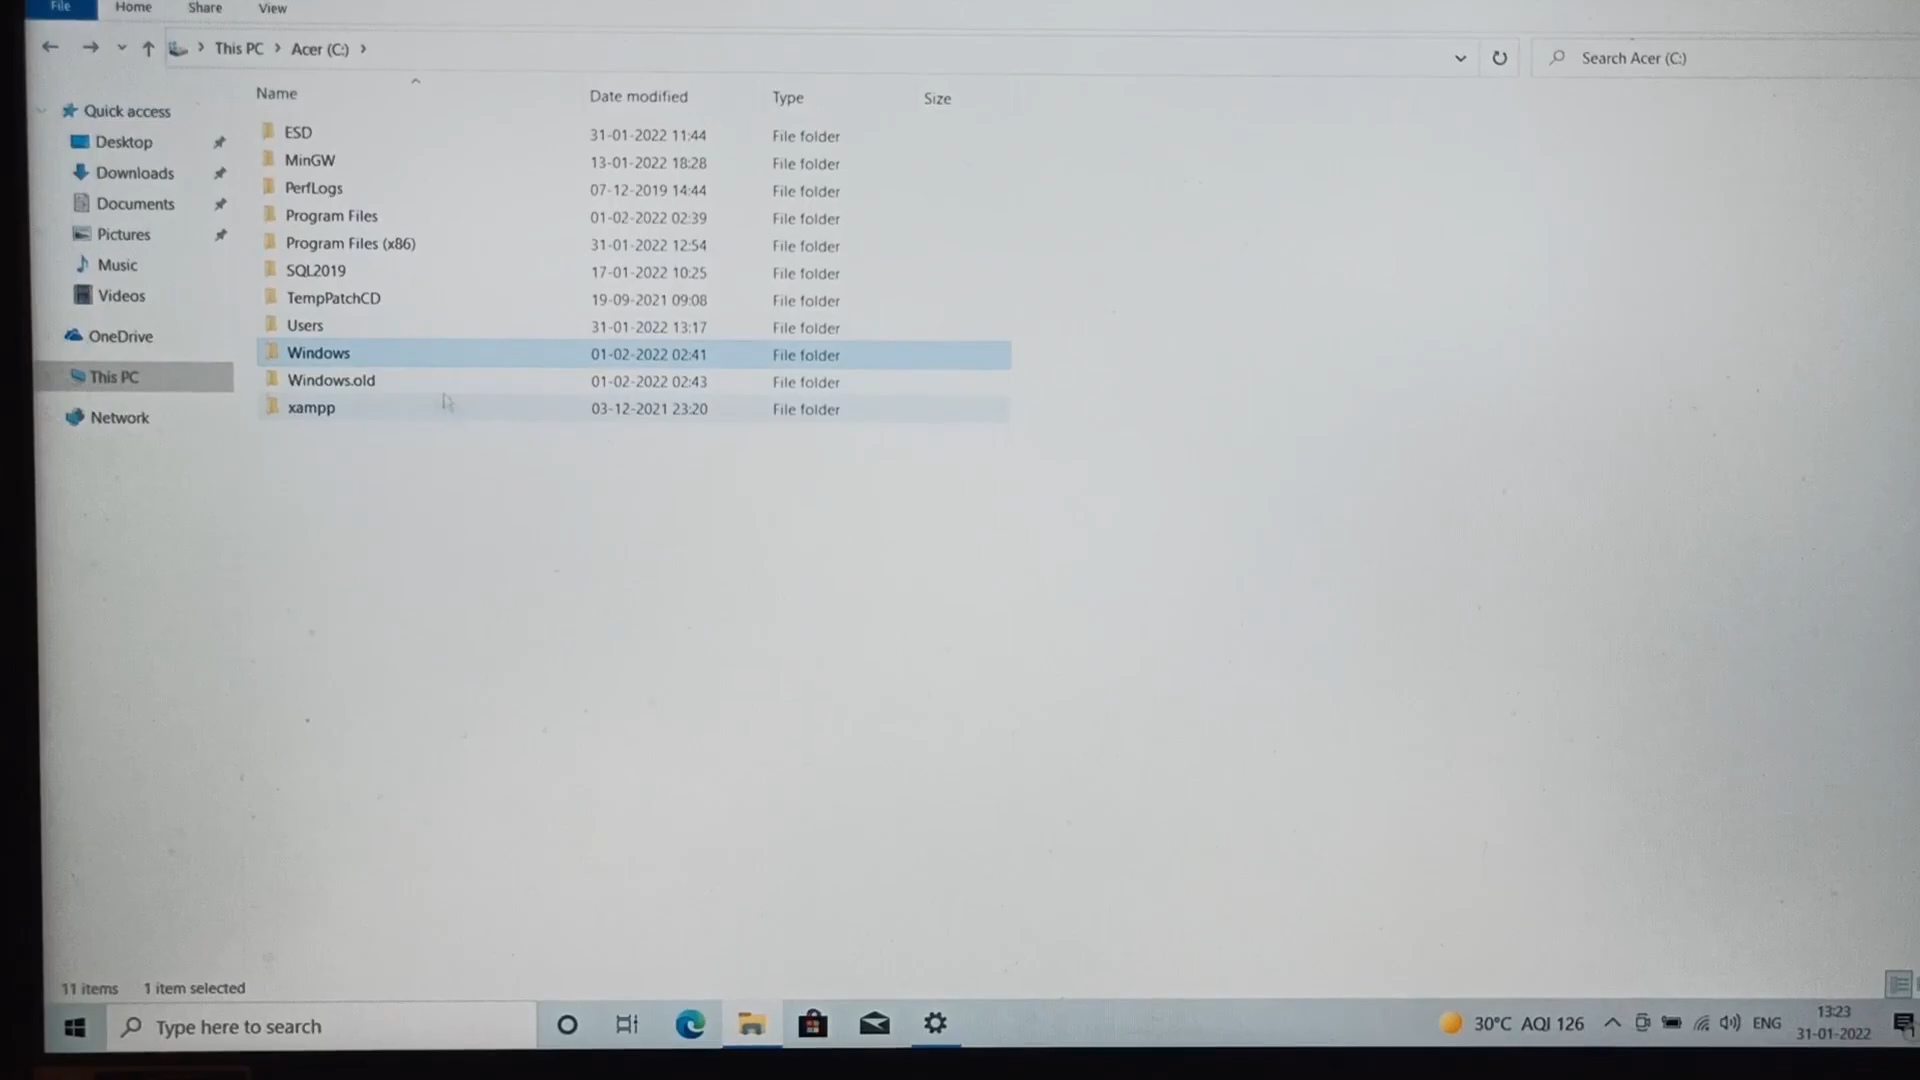 File Home Share View
This PC Acer (C:)
Search Acer (C:)
Name Date modified Type Size
Quick access
Desktop
Downloads
Documents
Pictures
Music
Videos
OneDrive
This PC
Network
ESD 31-01-2022 11:44 File folder
MinGW 13-01-2022 18:28 File folder
PerfLogs 07-12-2019 14:44 File folder
Program Files 01-02-2022 02:39 File folder
Program Files (x86) 31-01-2022 12:54 File folder
SQL2019 17-01-2022 10:25 File folder
TempPatchCD 19-09-2021 09:08 File folder
Users 31-01-2022 13:17 File folder
Windows 01-02-2022 02:41 File folder
Windows.old 01-02-2022 02:43 File folder
xampp 03-12-2021 23:20 File folder
11 items 1 item selected
Type here to search
30°C AQI 126
ENG
13:23
31-01-2022